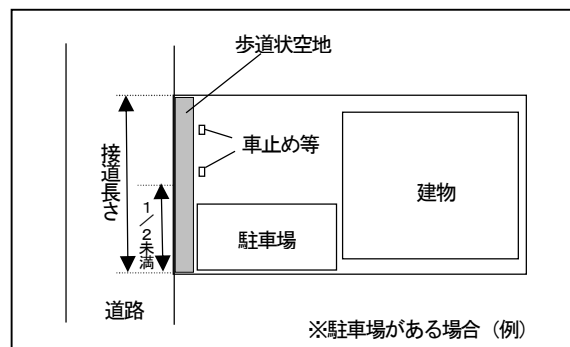 歩道状空地
車止め等
接道長さ
1/2未満
建物
駐車場
道路
※駐車場がある場合（例）